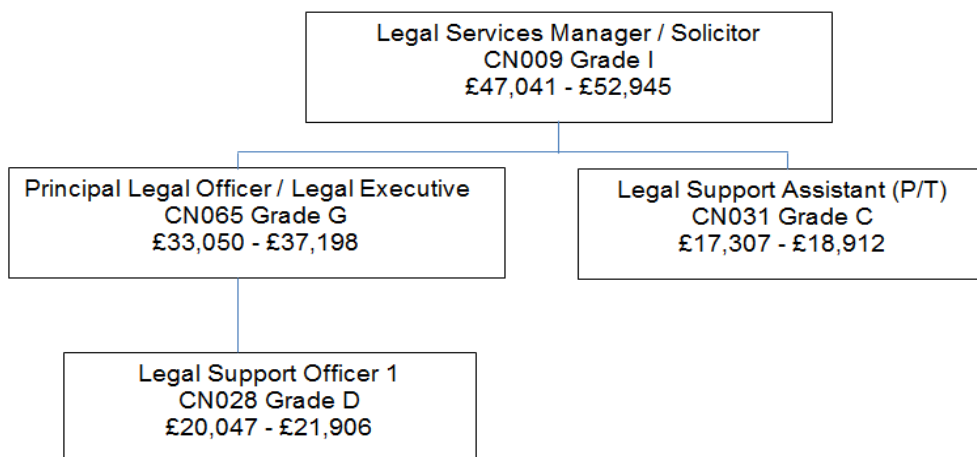 Legal Services Manager / Solicitor
CN009 Grade I
£47,041 - £52,945
Principal Legal Officer / Legal Executive
CN065 Grade G
£33,050 - £37,198
Legal Support Assistant (P/T)
CN031 Grade C
£17,307 - £18,912
Legal Support Officer 1
CN028 Grade D
£20,047 - £21,906